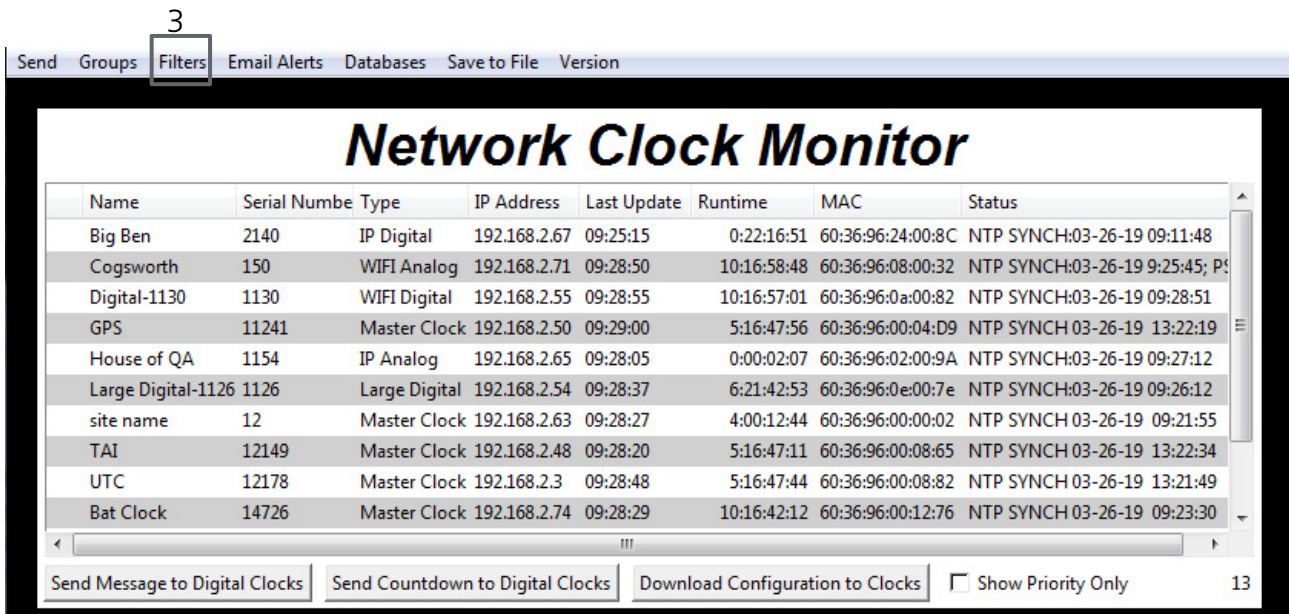 3
Send Groups Filters Email Alerts Databases Save to File Version
Network Clock Monitor
Name Serial Numbe Type IP Address Last Update Runtime MAC Status
Big Ben 2140 IP Digital 192.168.2.67 09:25:15 0:22:16:51 60:36:96:24:00:8C NTP SYNCH:03-26-19 09:11:48
Cogsworth 150 WIFI Analog 192.168.2.71 09:28:50 10:16:58:48 60:36:96:08:00:32 NTP SYNCH:03-26-19 9:25:45; PS
Digital-1130 1130 WIFI Digital 192.168.2.55 09:28:55 10:16:57:01 60:36:96:0a:00:82 NTP SYNCH:03-26-19 09:28:51
GPS 11241 Master Clock 192.168.2.50 09:29:00 5:16:47:56 60:36:96:00:04:D9 NTP SYNCH 03-26-19 13:22:19
House of QA 1154 IP Analog 192.168.2.65 09:28:05 0:00:02:07 60:36:96:02:00:9A NTP SYNCH:03-26-19 09:27:12
Large Digital-1126 1126 Large Digital 192.168.2.54 09:28:37 6:21:42:53 60:36:96:0e:00:7e NTP SYNCH:03-26-19 09:26:12
site name 12 Master Clock 192.168.2.63 09:28:27 4:00:12:44 60:36:96:00:00:02 NTP SYNCH 03-26-19 09:21:55
TAI 12149 Master Clock 192.168.2.48 09:28:20 5:16:47:11 60:36:96:00:08:65 NTP SYNCH 03-26-19 13:22:34
UTC 12178 Master Clock 192.168.2.3 09:28:48 5:16:47:44 60:36:96:00:08:82 NTP SYNCH 03-26-19 13:21:49
Bat Clock 14726 Master Clock 192.168.2.74 09:28:29 10:16:42:12 60:36:96:00:12:76 NTP SYNCH 03-26-19 09:23:30
Send Message to Digital Clocks Send Countdown to Digital Clocks Download Configuration to Clocks Show Priority Only 13